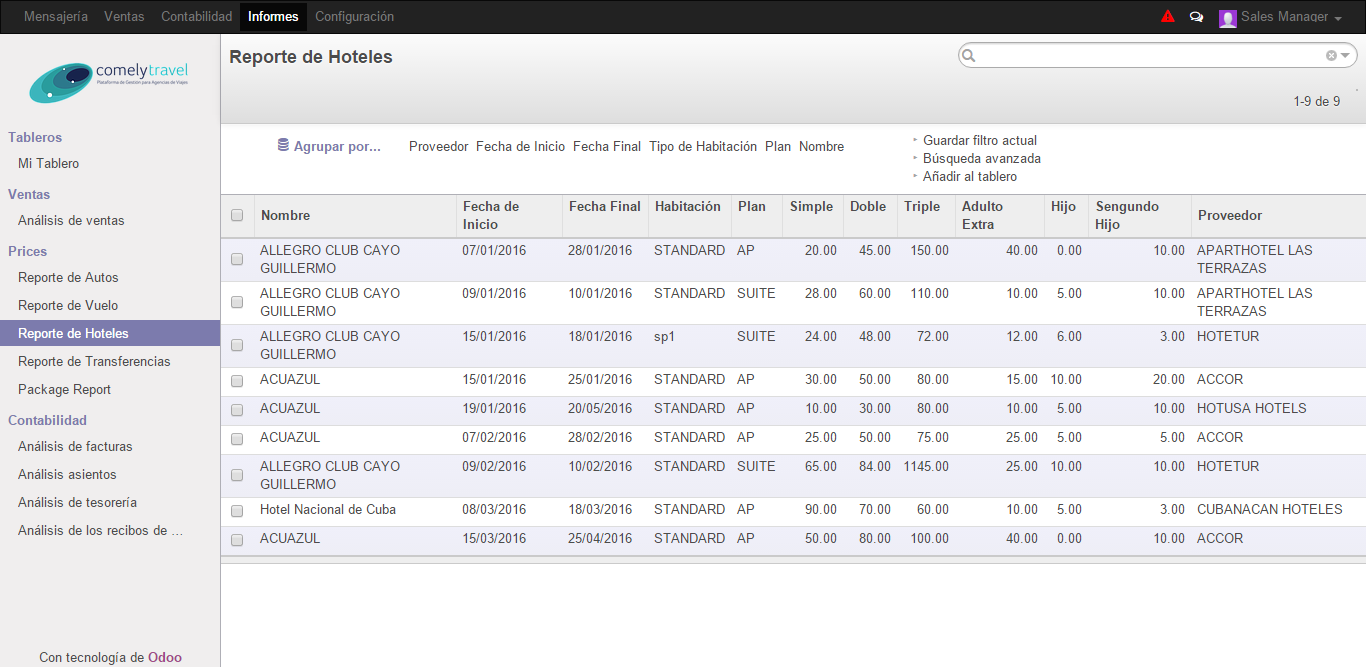 Mensajería Ventas Contabilidad Informes Configuración Sales Manager
comelytravel
Plataforma de Gestión para Agencias de Viajes
Tableros
Mi Tablero
Ventas
Análisis de ventas
Prices
Reporte de Autos
Reporte de Vuelo
Reporte de Hoteles
Reporte de Transferencias
Package Report
Contabilidad
Análisis de facturas
Análisis asientos
Análisis de tesorería
Análisis de los recibos de ...
Con tecnología de Odoo
Reporte de Hoteles
1-9 de 9
Agrupar por... Proveedor Fecha de Inicio Fecha Final Tipo de Habitación Plan Nombre
Guardar filtro actual
Búsqueda avanzada
Añadir al tablero
Nombre Fecha de Inicio Fecha Final Habitación Plan Simple Doble Triple Adulto Extra Hijo Sengundo Hijo Proveedor
ALLEGRO CLUB CAYO GUILLERMO 07/01/2016 28/01/2016 STANDARD AP 20.00 45.00 150.00 40.00 0.00 10.00 APARTHOTEL LAS TERRAZAS
ALLEGRO CLUB CAYO GUILLERMO 09/01/2016 10/01/2016 STANDARD SUITE 28.00 60.00 110.00 10.00 5.00 10.00 APARTHOTEL LAS TERRAZAS
ALLEGRO CLUB CAYO GUILLERMO 15/01/2016 18/01/2016 sp1 SUITE 24.00 48.00 72.00 12.00 6.00 3.00 HOTETUR
ACUAZUL 15/01/2016 25/01/2016 STANDARD AP 30.00 50.00 80.00 15.00 10.00 20.00 ACCOR
ACUAZUL 19/01/2016 20/05/2016 STANDARD AP 10.00 30.00 80.00 10.00 5.00 10.00 HOTUSA HOTELS
ACUAZUL 07/02/2016 28/02/2016 STANDARD AP 25.00 50.00 75.00 25.00 5.00 5.00 ACCOR
ALLEGRO CLUB CAYO GUILLERMO 09/02/2016 10/02/2016 STANDARD SUITE 65.00 84.00 1145.00 25.00 10.00 10.00 HOTETUR
Hotel Nacional de Cuba 08/03/2016 18/03/2016 STANDARD AP 90.00 70.00 60.00 10.00 5.00 3.00 CUBANACAN HOTELES
ACUAZUL 15/03/2016 25/04/2016 STANDARD AP 50.00 80.00 100.00 40.00 0.00 10.00 ACCOR